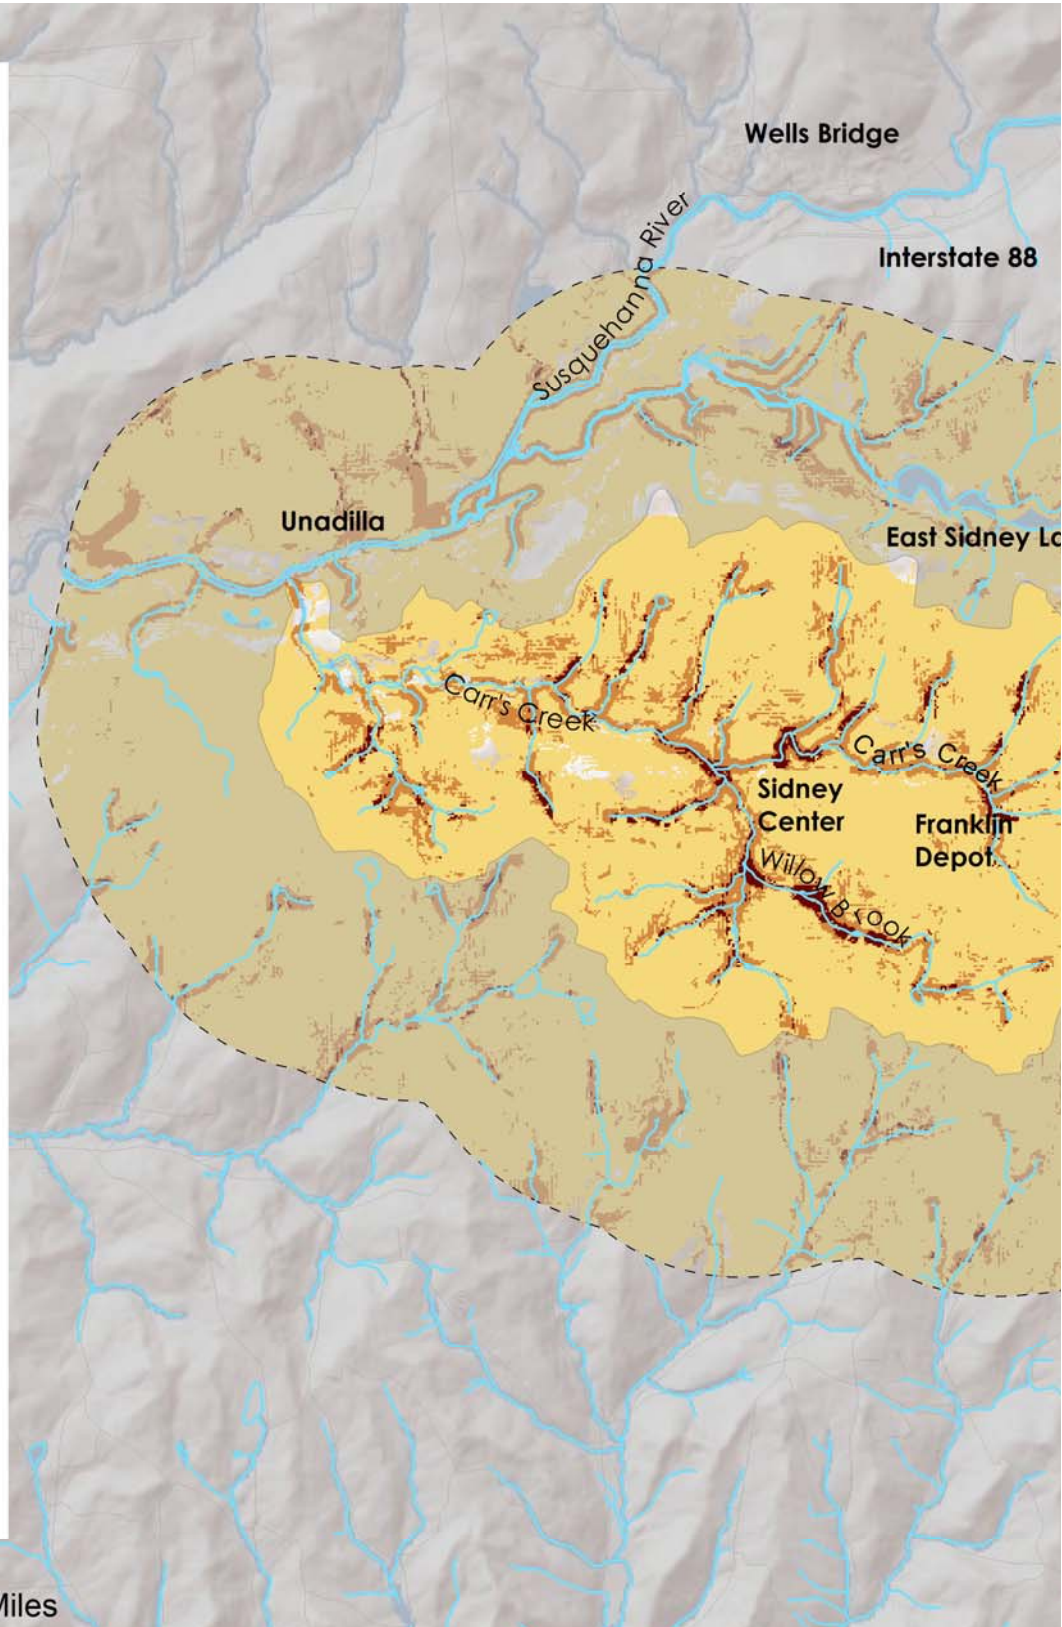 Wells Bridge
Susquehanna River
Interstate 88
Unadilla
East Sidney
Carr's Creek
Carr's Creek
Sidney
Center
Franklin
Depot
Willow Brook
Miles